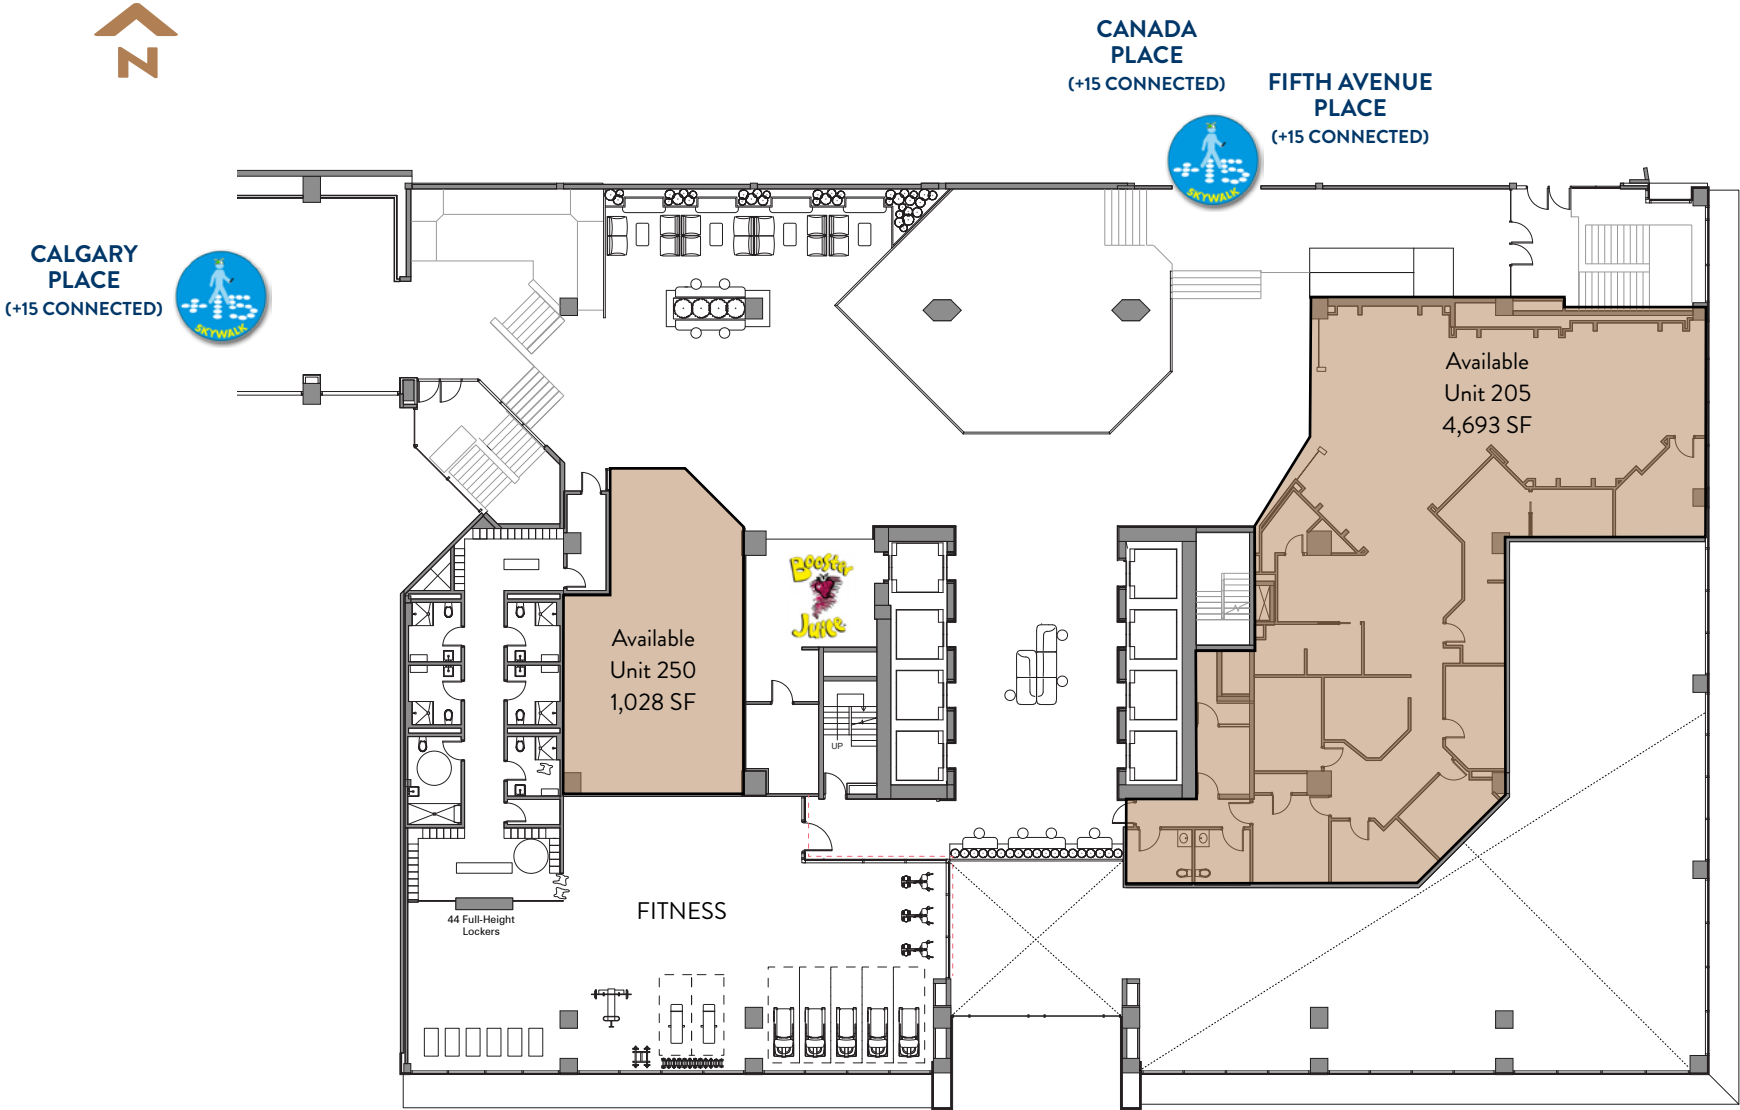 N
CANADA
PLACE
(+15 CONNECTED)
FIFTH AVENUE
PLACE
(+15 CONNECTED)
+15
SKYWALK
CALGARY
PLACE
(+15 CONNECTED)
+15
SKYWALK
Available
Unit 205
4,693 SF
Booster
Juice
Available
Unit 250
1,028 SF
UP
FITNESS
44 Full-Height
Lockers